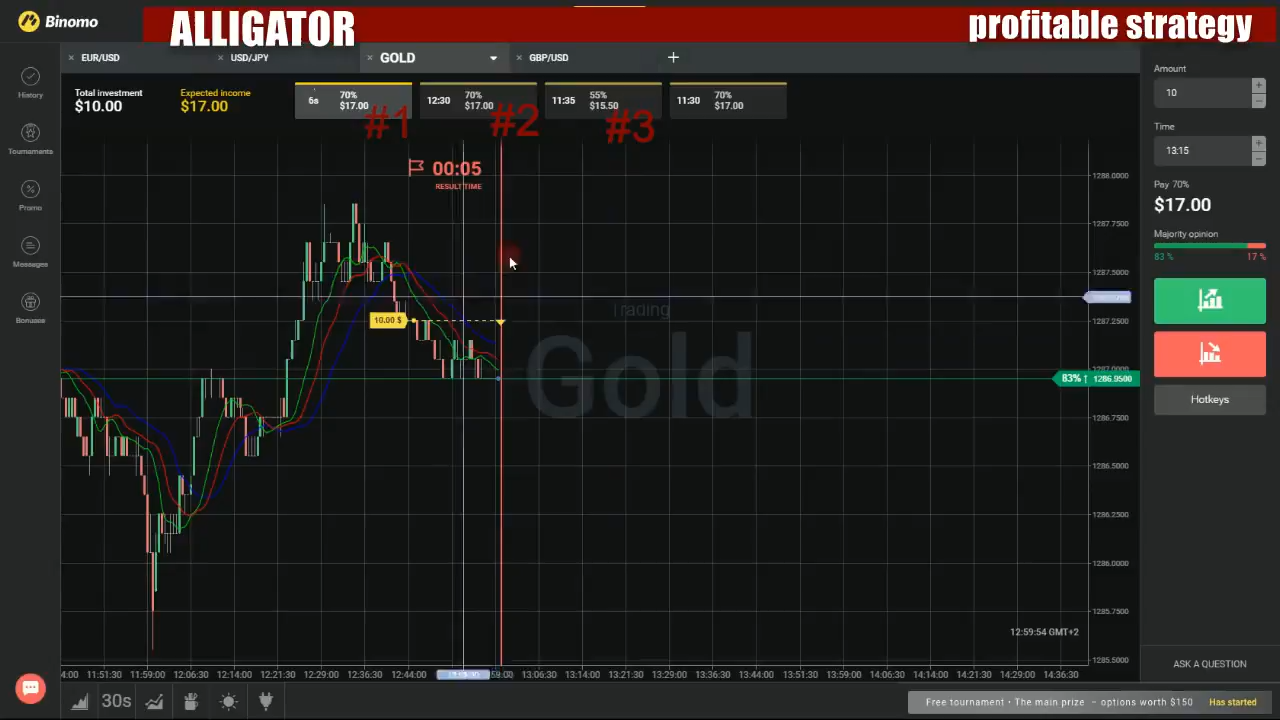 Binomo
ALLIGATOR
profitable strategy
EUR/USD
USD/JPY
GOLD
GBP/USD
History
Tournaments
Promo
Messages
Bonuses
Total investment
$10.00
Expected income
$17.00
6s
70%
$17.00
12:30
70%
$17.00
11:35
55%
$15.50
11:30
70%
$17.00
#1
#2
#3
00:05
RESULT TIME
10.00 $
Trading
Gold
1288.0000
1287.7500
1287.5000
1287.2500
83% ↑ 1286.9500
1286.7500
1286.5000
1286.2500
1286.0000
1285.7500
1285.5000
12:59:54 GMT+2
4:00 11:51:30 11:59:00 12:06:30 12:14:00 12:21:30 12:29:00 12:36:30 12:44:00 13:06:30 13:14:00 13:21:30 13:29:00 13:36:30 13:44:00 13:51:30 13:59:00 14:06:30 14:14:00 14:21:30 14:29:00 14:36:30
30s
Amount
10
Time
13:15
Pay 70%
$17.00
Majority opinion
83 % 17 %
Hotkeys
ASK A QUESTION
Free tournament • The main prize – options worth $150 Has started